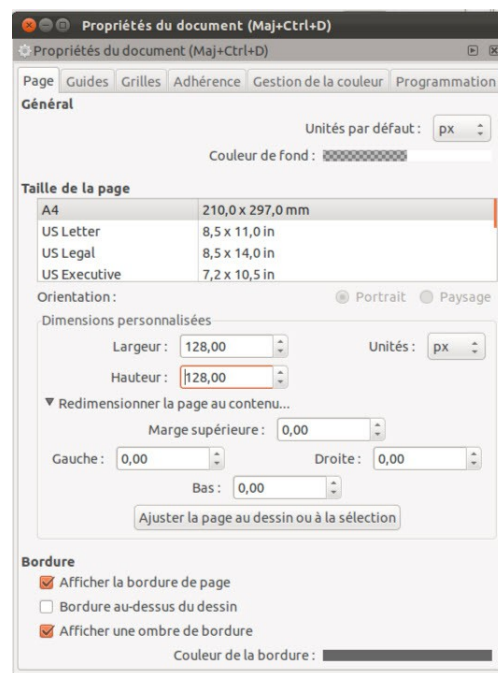 Propriétés du document (Maj+Ctrl+D)
Propriétés du document (Maj+Ctrl+D)
Page Guides Grilles Adhérence Gestion de la couleur Programmation
Général
Unités par défaut : px
Couleur de fond :
Taille de la page
A4 210,0 x 297,0 mm
US Letter 8,5 x 11,0 in
US Legal 8,5 x 14,0 in
US Executive 7,2 x 10,5 in
Orientation : Portrait Paysage
Dimensions personnalisées
Largeur : 128,00 Unités : px
Hauteur : 128,00
Redimensionner la page au contenu...
Marge supérieure : 0,00
Gauche : 0,00 Droite : 0,00
Bas : 0,00
Ajuster la page au dessin ou à la sélection
Bordure
Afficher la bordure de page
Bordure au-dessus du dessin
Afficher une ombre de bordure
Couleur de la bordure :